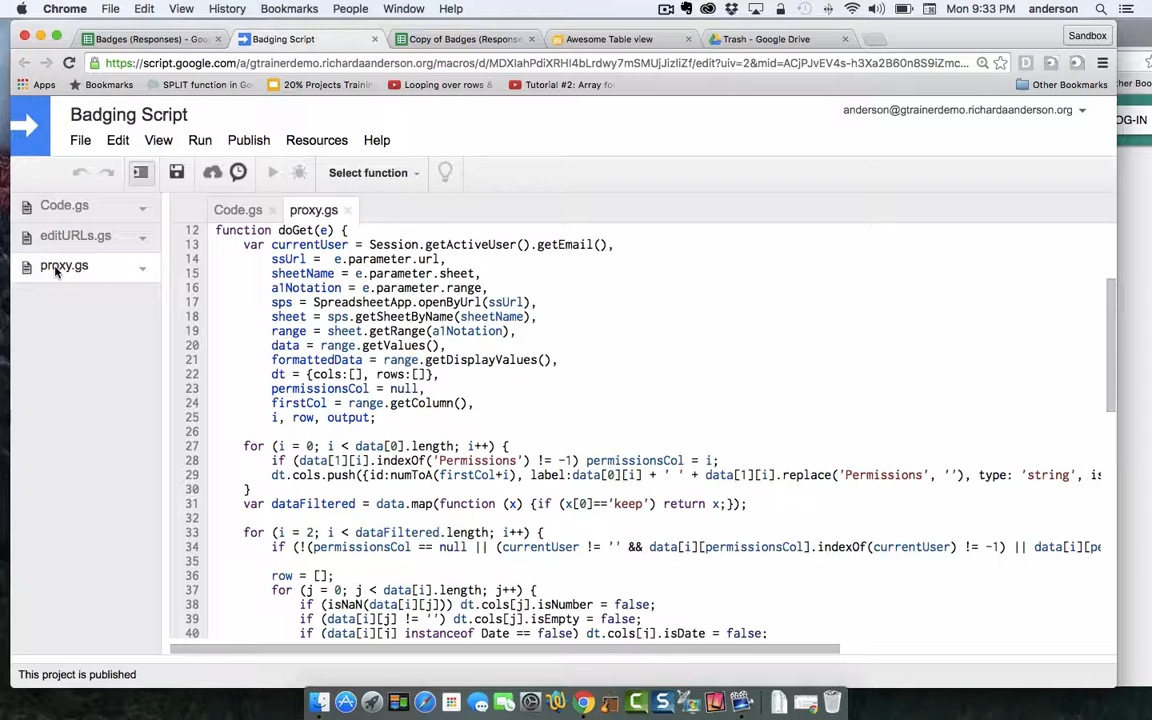 Chrome File Edit View History Bookmarks People Window Help Mon 9:33 PM anderson
Badges (Responses) - Goo Badging Script Copy of Badges (Respons Awesome Table view Trash - Google Drive Sandbox
https://script.google.com/a/gtrainerdemo.richardaanderson.org/macros/d/
Apps Bookmarks SPLIT function in Go 20% Projects Trainin Looping over rows & Tutorial #2: Array fo Other Bookmarks
Badging Script
anderson@gtrainerdemo.richardaanderson.org
OG-IN
File Edit View Run Publish Resources Help
Select function
Code.gs
editURLs.gs
proxy.gs
Code.gs proxy.gs
12 function doGet(e) {
13 var currentUser = Session.getActiveUser().getEmail(),
14 ssUrl = e.parameter.url,
15 sheetName = e.parameter.sheet,
16 a1Notation = e.parameter.range,
17 sps = SpreadsheetApp.openByUrl(ssUrl),
18 sheet = sps.getSheetByName(sheetName),
19 range = sheet.getRange(a1Notation),
20 data = range.getValues(),
21 formattedData = range.getDisplayValues(),
22 dt = {cols:[], rows:[]},
23 permissionsCol = null,
24 firstCol = range.getColumn(),
25 i, row, output;
26
27 for (i = 0; i < data[0].length; i++) {
28 if (data[1][i].indexOf('Permissions') != -1) permissionsCol = i;
29 dt.cols.push({id:numToA(firstCol+i), label:data[0][i] + ' ' + data[1][i].replace('Permissions', ''), type: 'string', is
30 }
31 var dataFiltered = data.map(function (x) {if (x[0]=='keep') return x;});
32
33 for (i = 2; i < dataFiltered.length; i++) {
34 if (!(permissionsCol == null || (currentUser != '' && data[i][permissionsCol].indexOf(currentUser) != -1) || data[i][pe
35
36 row = [];
37 for (j = 0; j < data[i].length; j++) {
38 if (isNaN(data[i][j])) dt.cols[j].isNumber = false;
39 if (data[i][j] != '') dt.cols[j].isEmpty = false;
40 if (data[i][j] instanceof Date == false) dt.cols[j].isDate = false;
This project is published